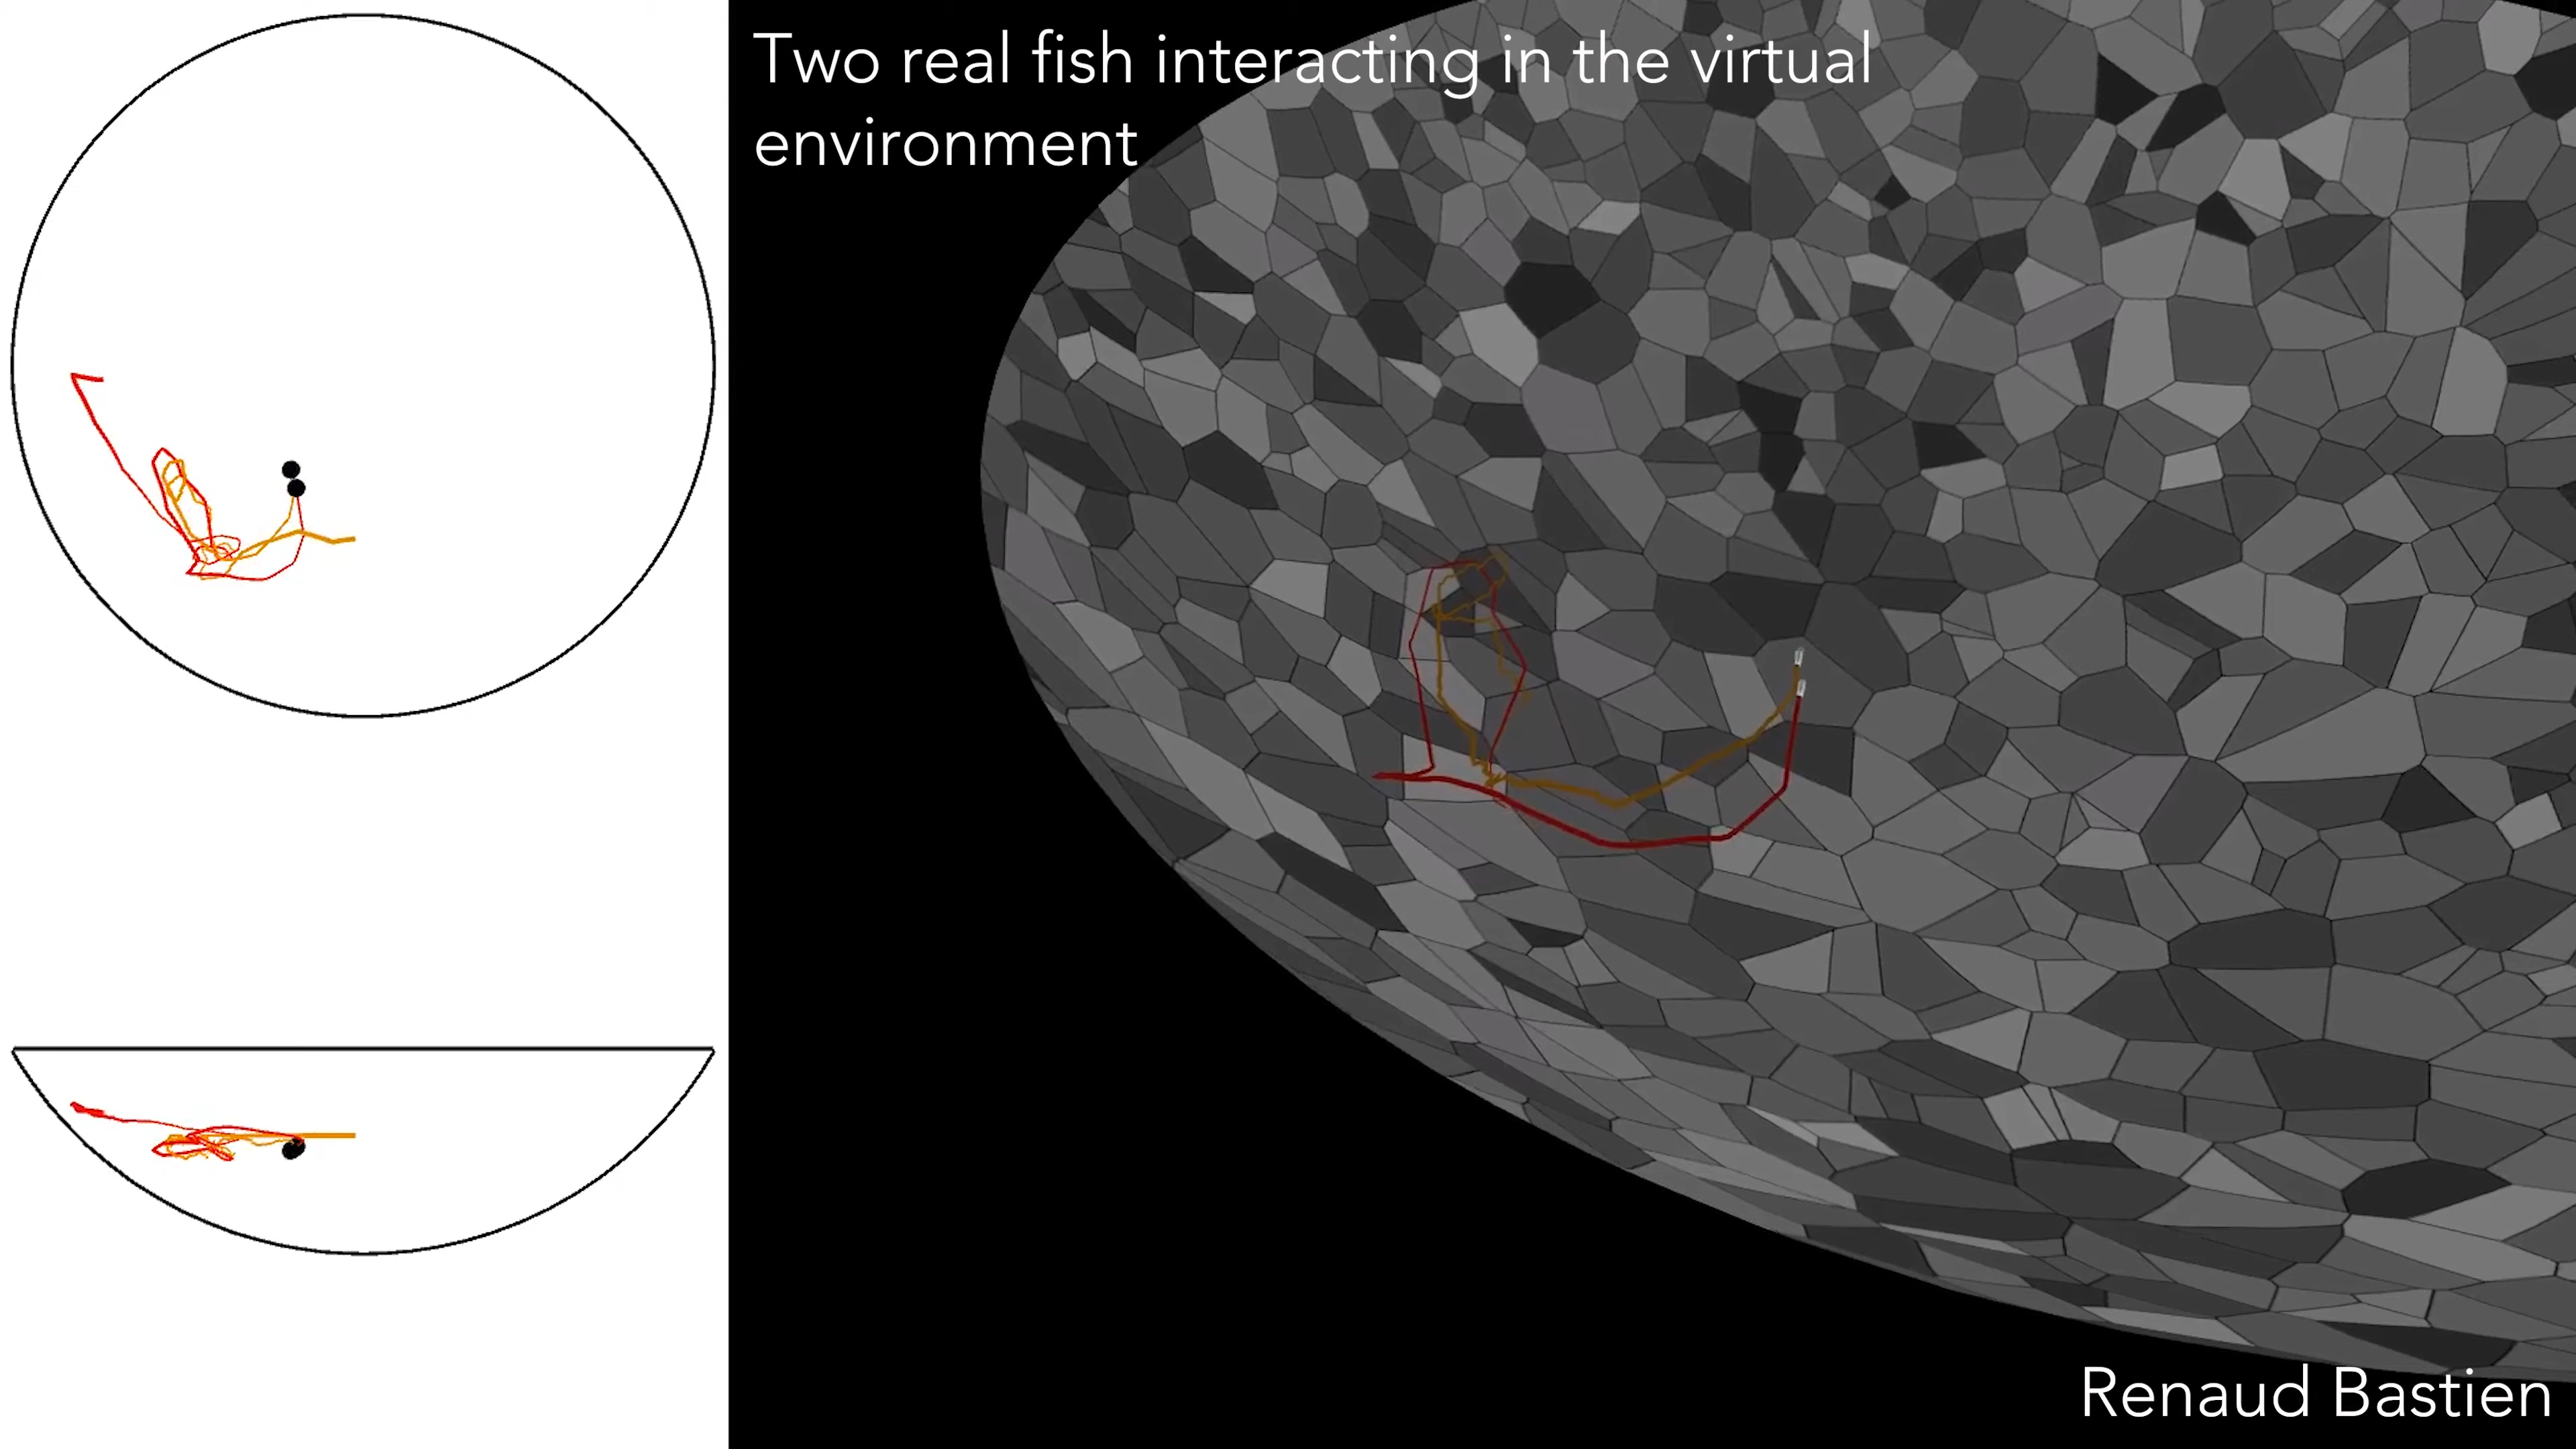 Two real fish interacting in the virtual
environment
Renaud Bastien